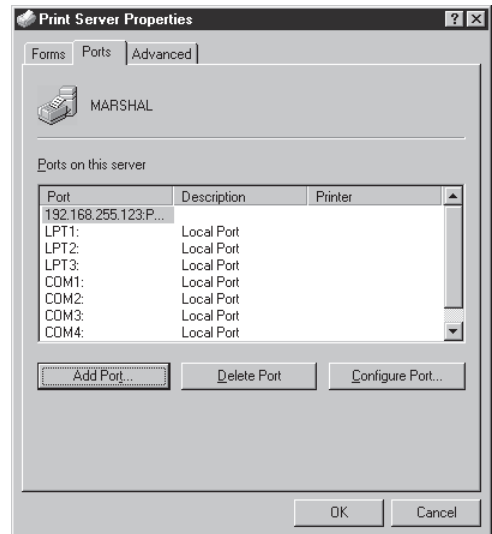 Print Server Properties
Forms Ports Advanced
MARSHAL
Ports on this server
Port Description Printer
192.168.255.123:P...
LPT1: Local Port
LPT2: Local Port
LPT3: Local Port
COM1: Local Port
COM2: Local Port
COM3: Local Port
COM4: Local Port
Add Port... Delete Port Configure Port...
OK Cancel